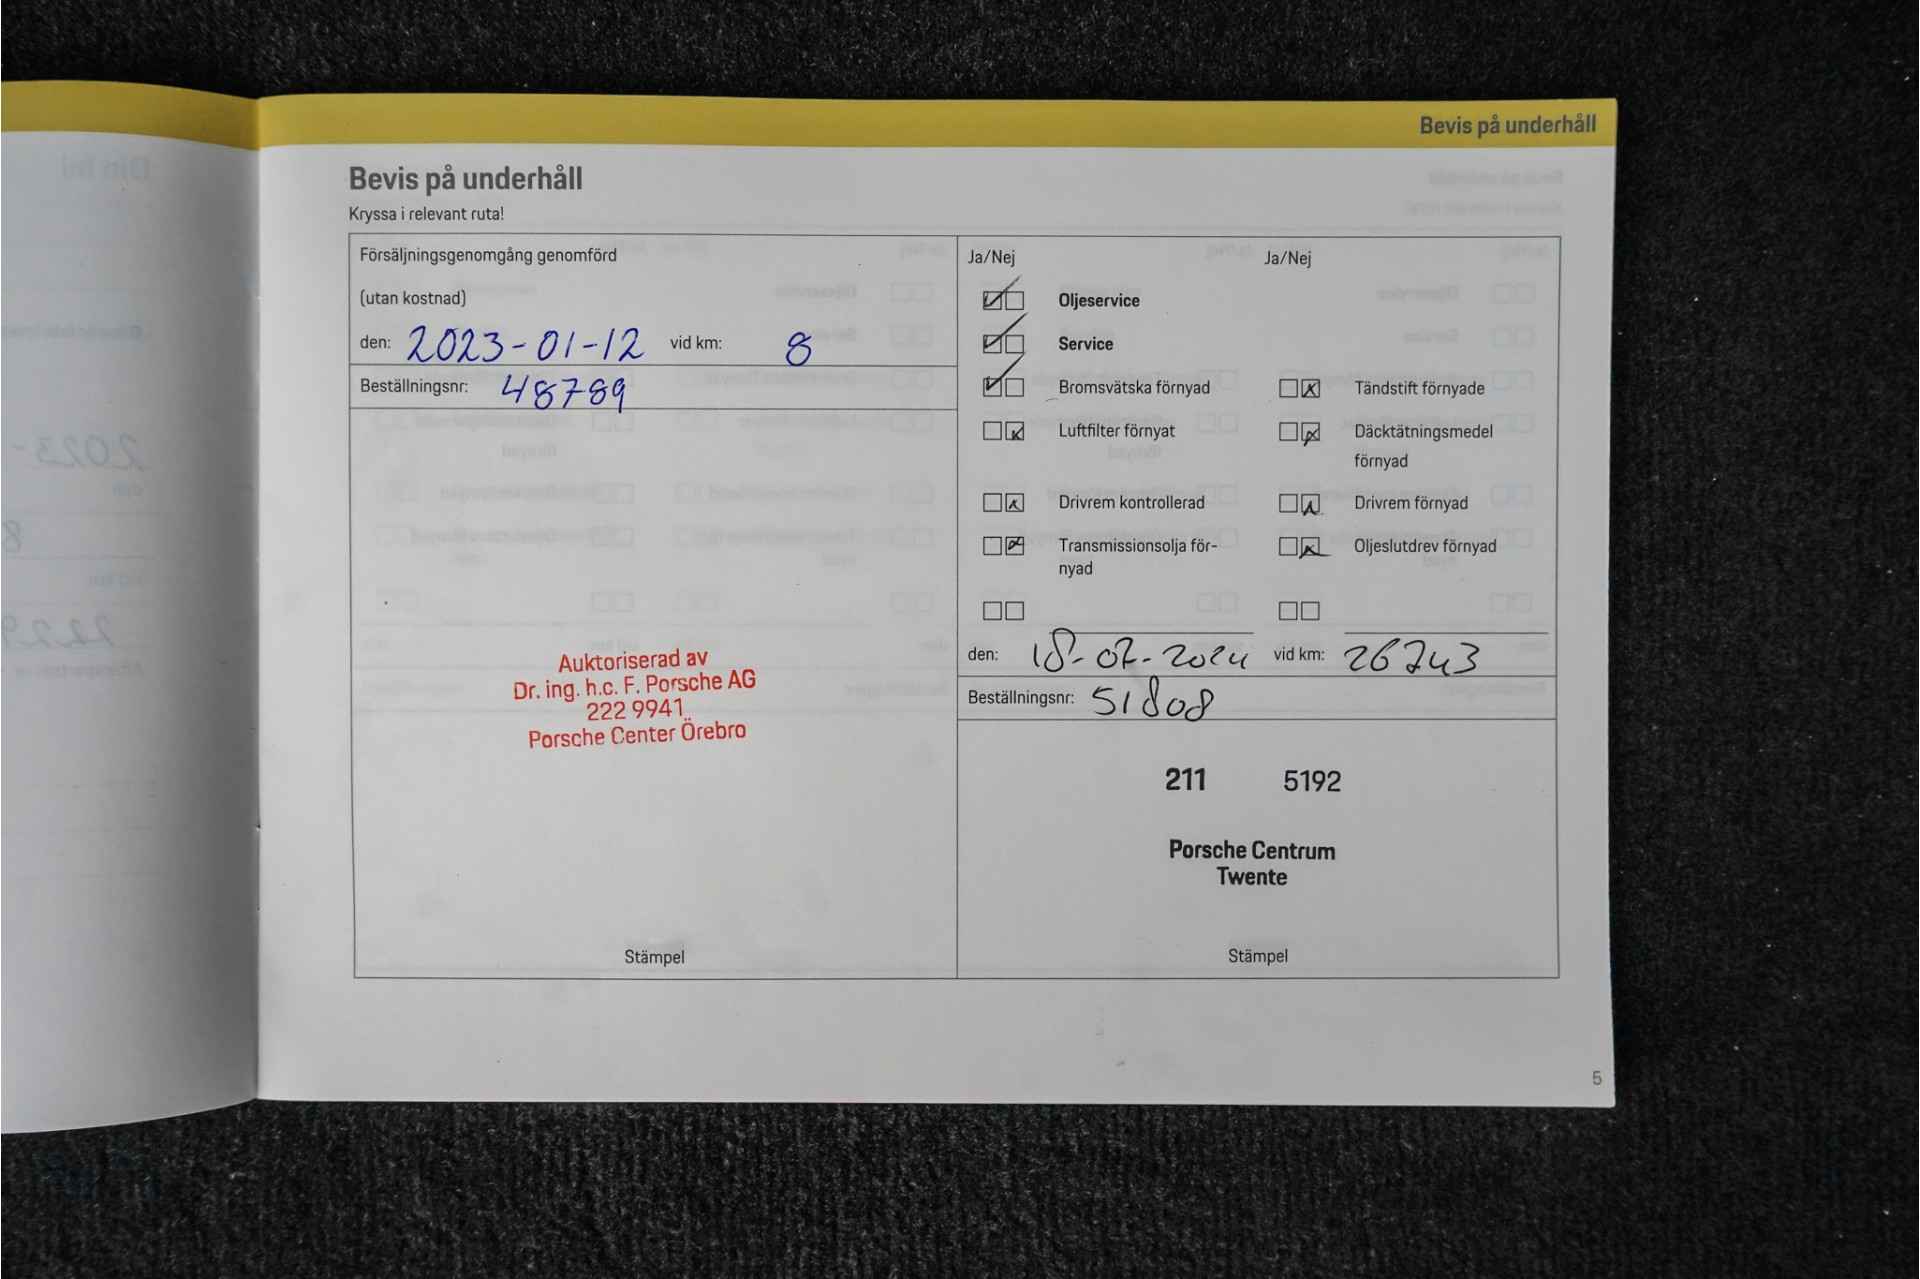 Bevis på underhåll
Bevis på underhåll
Kryssa i relevant ruta!
Försäljningsgenomgång genomförd
(utan kostnad)
den: 2023-01-12 vid km: 8
Beställningsnr: 48789
Auktoriserad av
Dr. ing. h.c. F. Porsche AG
222 9941
Porsche Center Örebro
Stämpel
Ja/Nej Ja/Nej
Oljeservice
Service
Bromsvätska förnyad Tändstift förnyade
Luftfilter förnyat Däcktätningsmedel
förnyad
Drivrem kontrollerad Drivrem förnyad
Transmissionsolja för- Oljeslutdrev förnyad
nyad
den: 18-07-2024 vid km: 26743
Beställningsnr: 51808
211 5192
Porsche Centrum
Twente
Stämpel
5